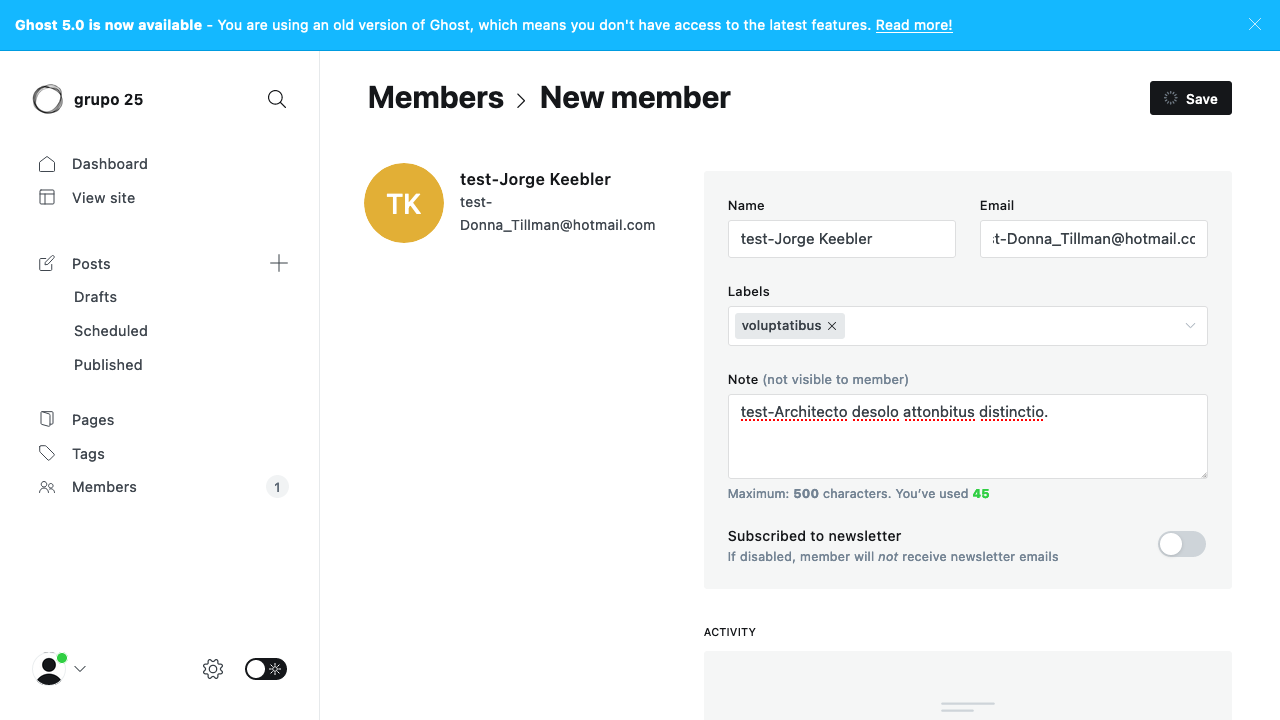 Ghost 5.0 is now available - You are using an old version of Ghost, which means you don't have access to the latest features. Read more!
grupo 25
Dashboard
View site
Posts
Drafts
Scheduled
Published
Pages
Tags
Members 1
Members > New member
Save
TK
test-Jorge Keebler
test-
Donna_Tillman@hotmail.com
Name
test-Jorge Keebler
Email
st-Donna_Tillman@hotmail.co
Labels
voluptatibus ×
Note (not visible to member)
test-Architecto desolo attonbitus distinctio.
Maximum: 500 characters. You've used 45
Subscribed to newsletter
If disabled, member will not receive newsletter emails
ACTIVITY